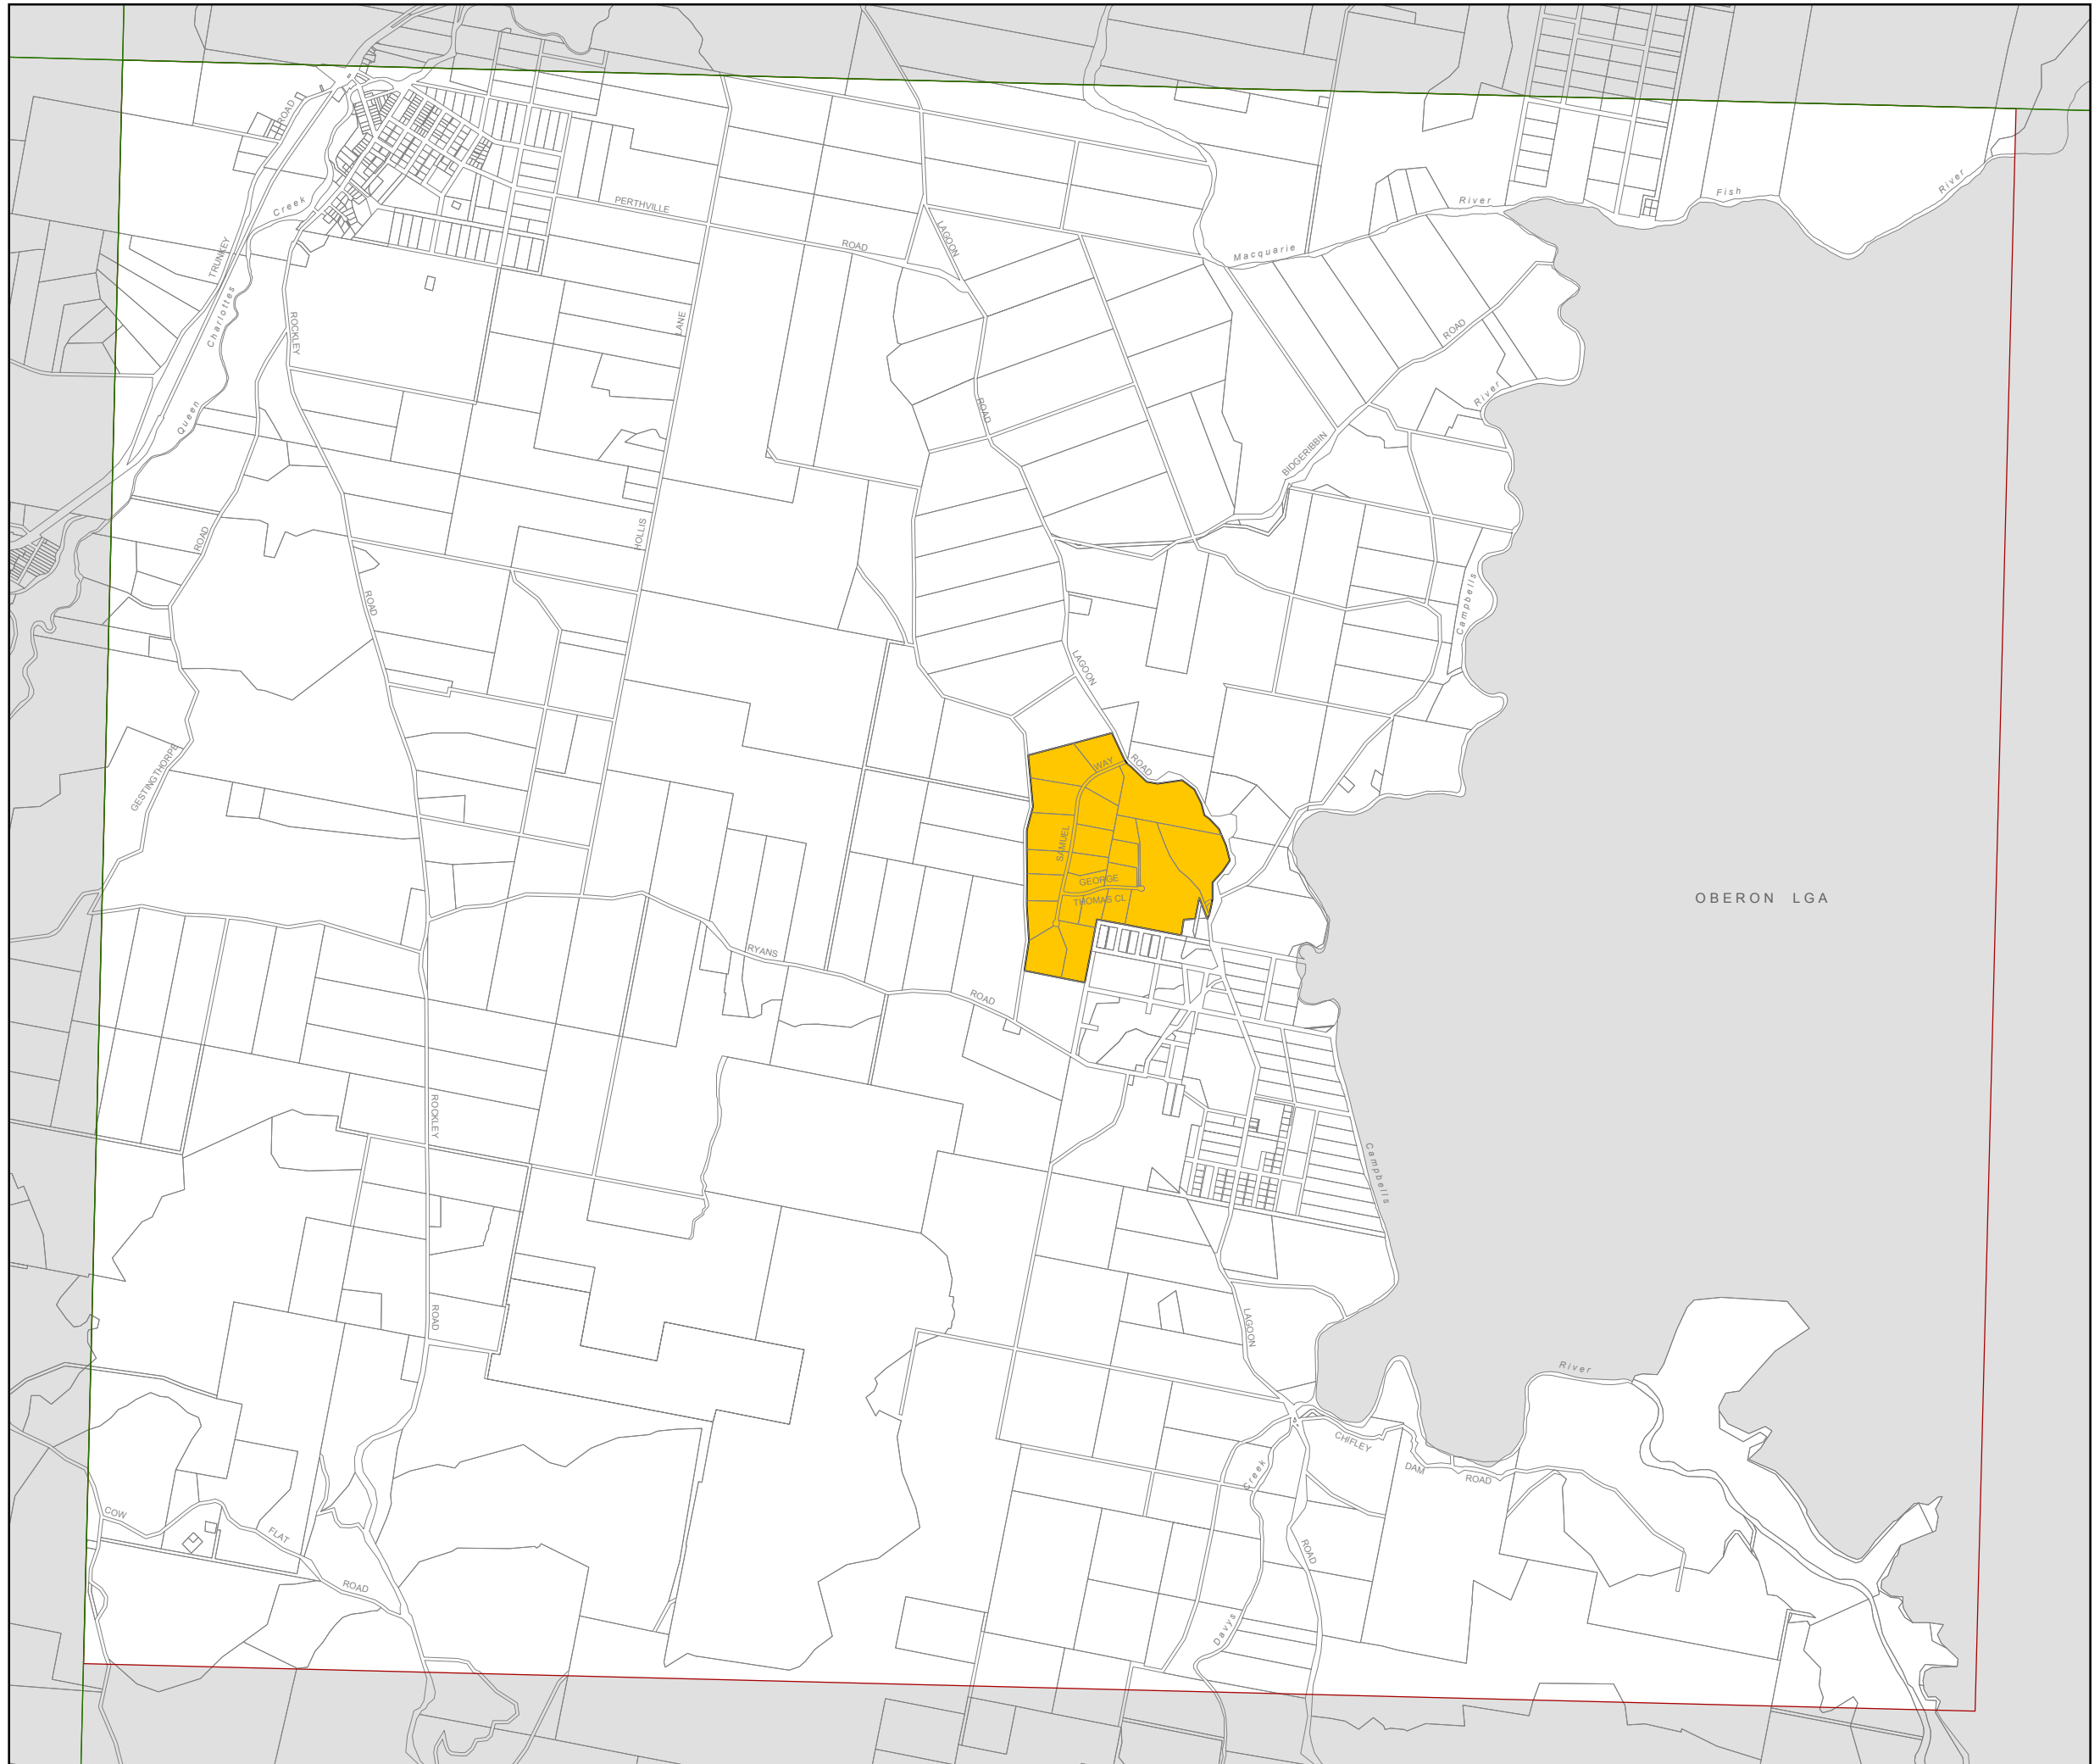 ROAD
Creek
TRUNKEY
Charlottes
Queen
ROCKLEY
PERTHVILLE
ROAD
LANE
HOLLIS
LAGOON
ROAD
Macquarie
River
Fish
River
ROAD
River
BIDGERIBBIN
Campbells
ROAD
ROAD
GESTINGTHORPE
LAGOON
ROAD
WAY
SAMUEL
GEORGE
THOMAS CL
OBERON LGA
RYANS
ROAD
ROCKLEY
ROAD
Campbells
LAGOON
River
CHIFLEY
DAM
ROAD
Creek
ROAD
Davys
COW
FLAT
ROAD